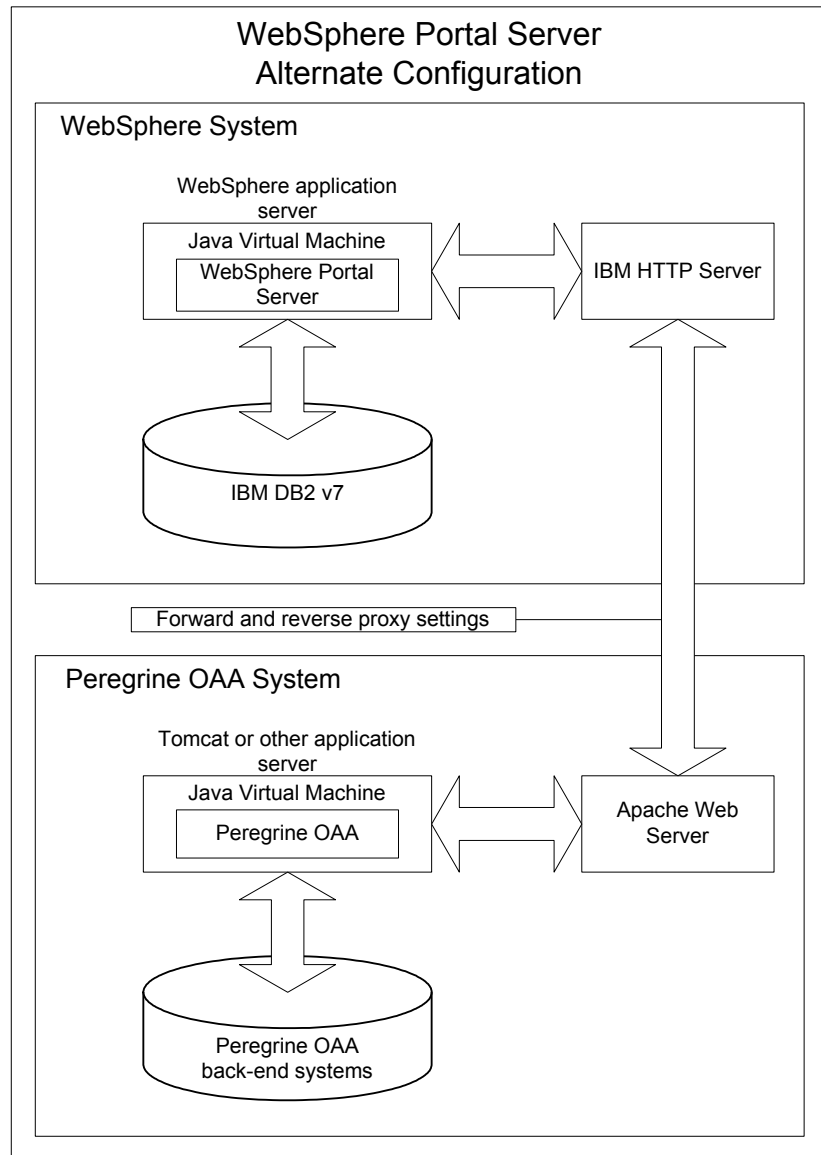 WebSphere Portal Server
Alternate Configuration
WebSphere System
WebSphere application
server
Java Virtual Machine
WebSphere Portal
Server
IBM HTTP Server
IBM DB2 v7
Forward and reverse proxy settings
Peregrine OAA System
Tomcat or other application
server
Java Virtual Machine
Peregrine OAA
Apache Web
Server
Peregrine OAA
back-end systems